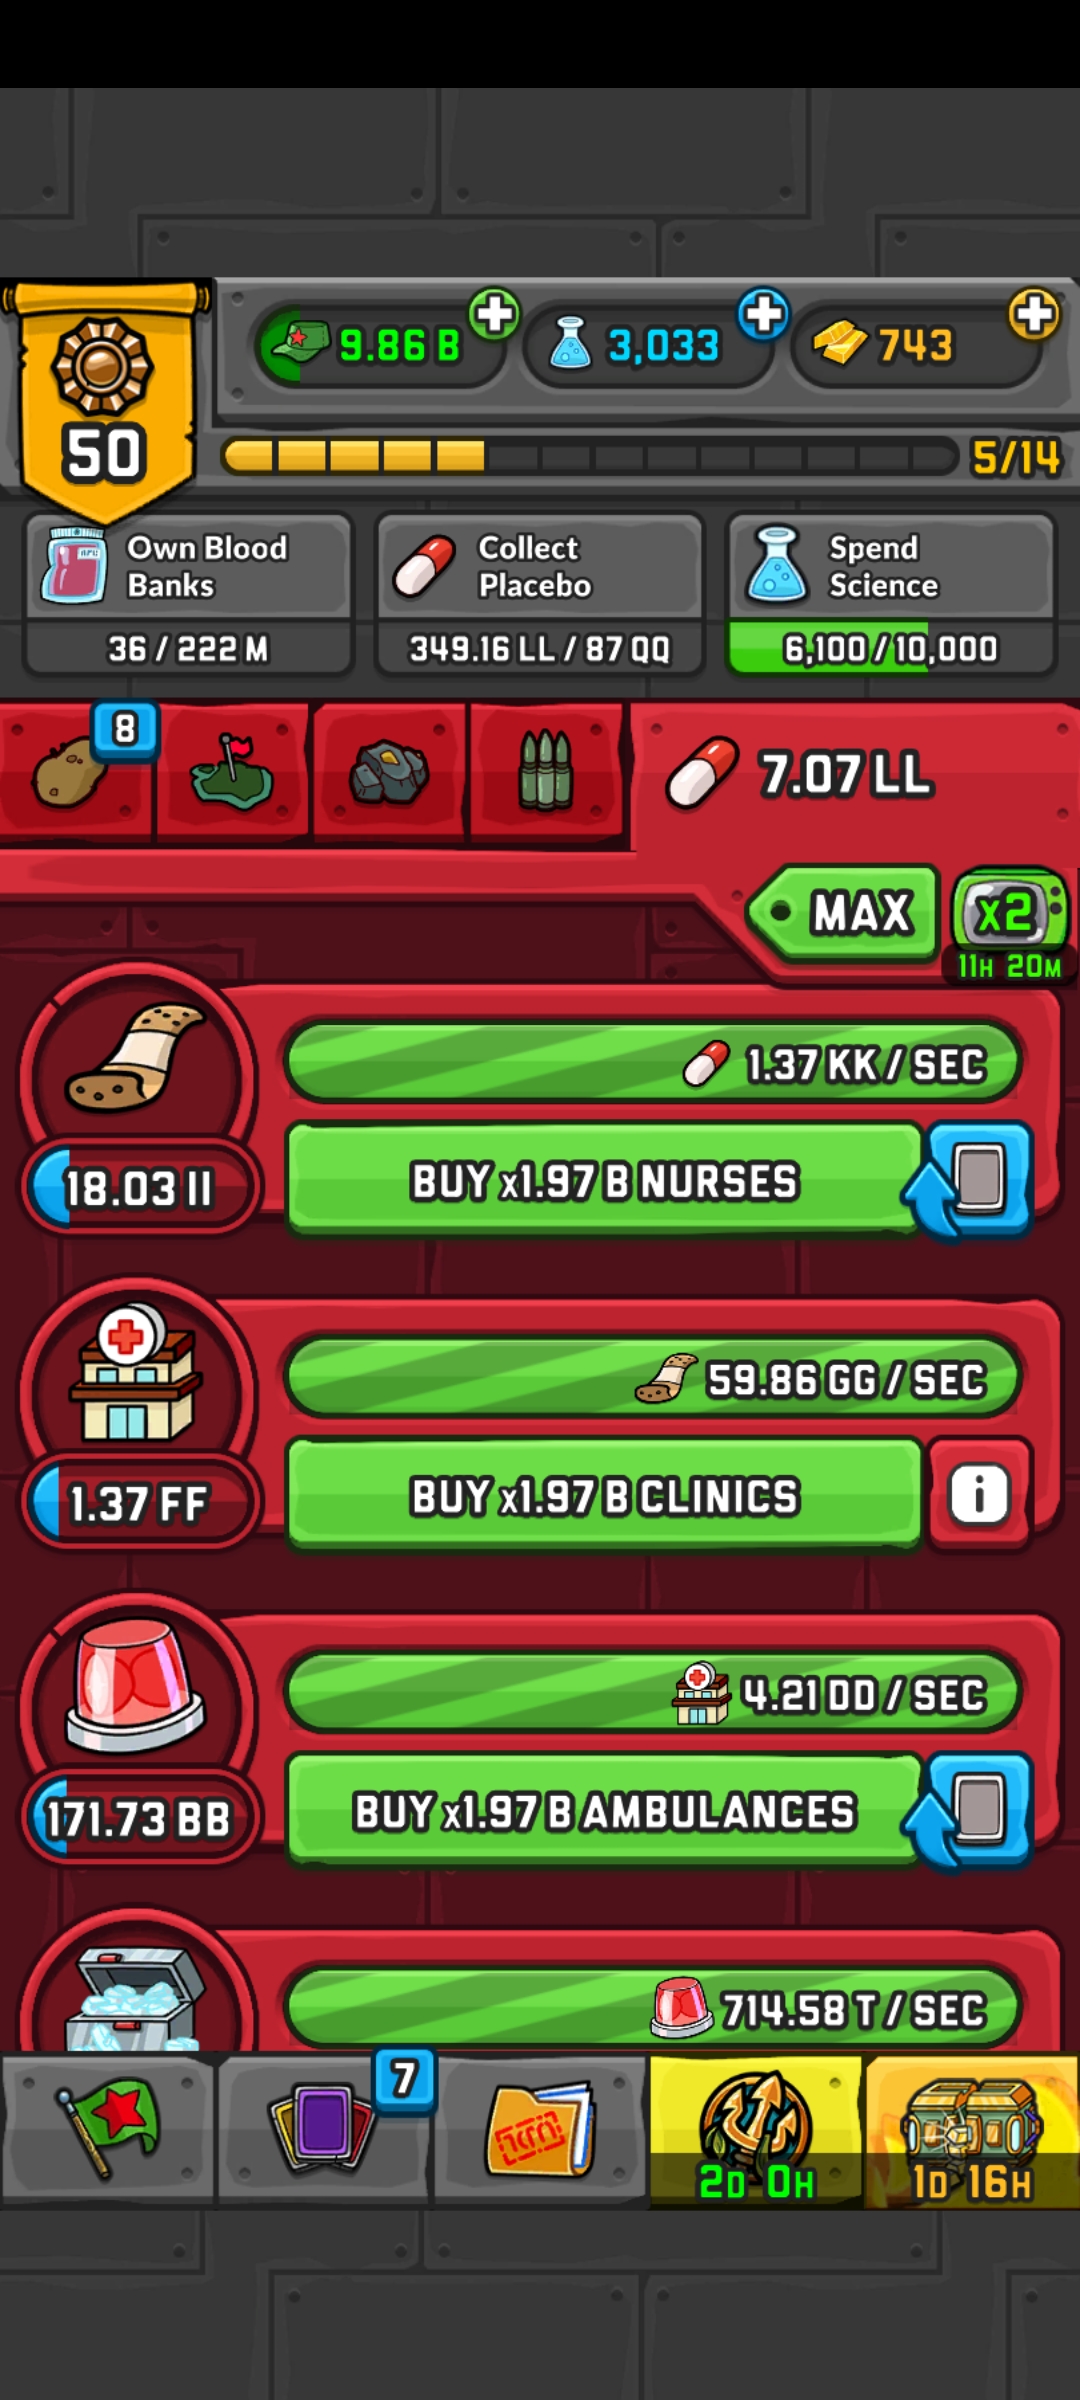 50
9.86 B
3,033
743
5/14
Own Blood
Banks
36 / 222 M
Collect
Placebo
349.16 LL / 87 QQ
Spend
Science
6,100 / 10,000
8
7.07 LL
MAX
x2
11H 20M
1.37 KK / SEC
18.03 II
BUY x1.97 B NURSES
59.86 GG / SEC
1.37 FF
BUY x1.97 B CLINICS
i
4.21 DD / SEC
171.73 BB
BUY x1.97 B AMBULANCES
714.58 T / SEC
7
2D 0H
1D 16H